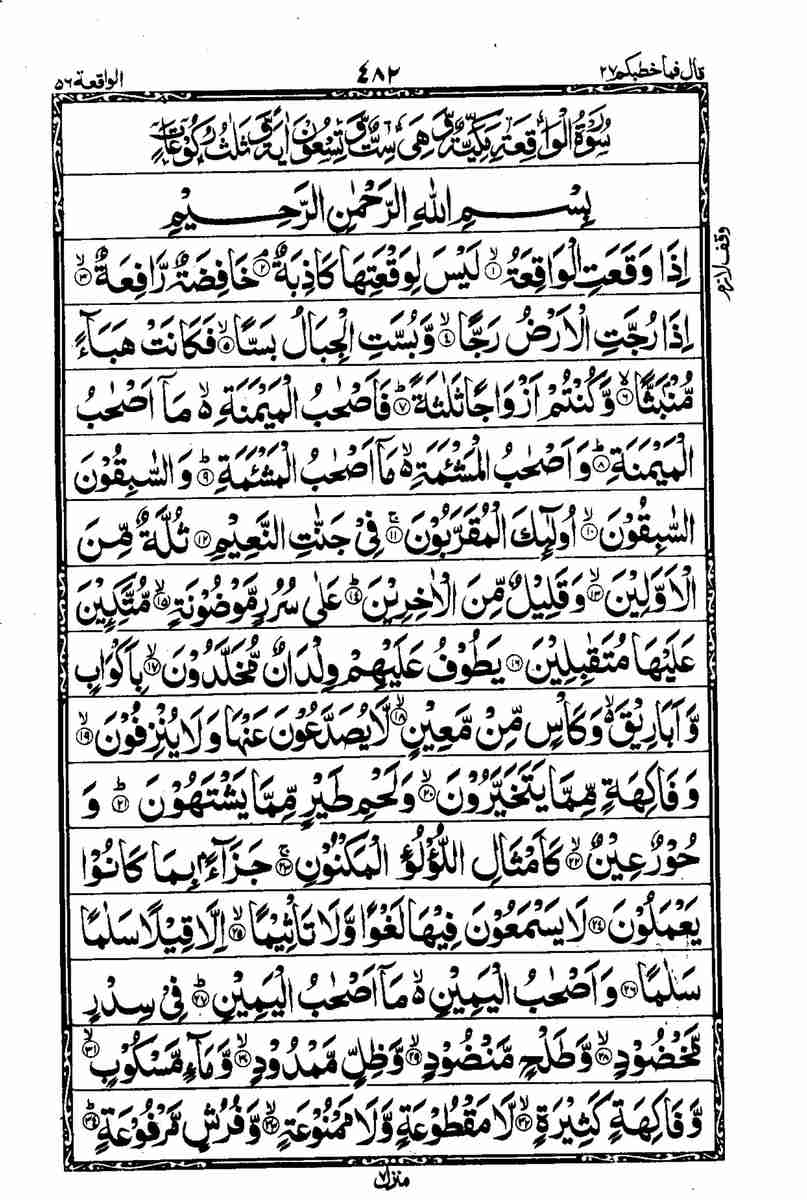 قال فما خطبكم ٢٧ ٤٨٢ الواقعة ٥٦
سُوْرَةُ الْوَاقِعَةِ مَكِّيَّةٌ وَّهِيَ سِتٌّ وَّتِسْعُوْنَ اٰيَةً وَّثَلٰثُ رُكُوْعَاتٍ
بِسْمِ اللهِ الرَّحْمٰنِ الرَّحِيْمِ
اِذَا وَقَعَتِ الْوَاقِعَةُ ۙ﴿١﴾ لَيْسَ لِوَقْعَتِهَا كَاذِبَةٌ ۘ﴿٢﴾ خَافِضَةٌ رَّافِعَةٌ ۙ﴿٣﴾
وقف لازم
اِذَا رُجَّتِ الْاَرْضُ رَجًّا ۙ﴿٤﴾ وَّبُسَّتِ الْجِبَالُ بَسًّا ۙ﴿٥﴾ فَكَانَتْ هَبَآءً
مُّنْۢبَثًّا ۙ﴿٦﴾ وَّكُنْتُمْ اَزْوَاجًا ثَلٰثَةً ؕ﴿٧﴾ فَاَصْحٰبُ الْمَيْمَنَةِ ۙ۬ مَاۤ اَصْحٰبُ
الْمَيْمَنَةِ ؕ﴿٨﴾ وَاَصْحٰبُ الْمَشْـَٔمَةِ ۙ۬ مَاۤ اَصْحٰبُ الْمَشْـَٔمَةِ ؕ﴿٩﴾ وَالسّٰبِقُوْنَ
السّٰبِقُوْنَ ۙ﴿١٠﴾ اُولٰٓئِكَ الْمُقَرَّبُوْنَ ۚ﴿١١﴾ فِيْ جَنّٰتِ النَّعِيْمِ ﴿١٢﴾ ثُلَّةٌ مِّنَ
الْاَوَّلِيْنَ ۙ﴿١٣﴾ وَقَلِيْلٌ مِّنَ الْاٰخِرِيْنَ ؕ﴿١٤﴾ عَلٰى سُرُرٍ مَّوْضُوْنَةٍ ۙ﴿١٥﴾ مُّتَّكِـِٕيْنَ
عَلَيْهَا مُتَقٰبِلِيْنَ ﴿١٦﴾ يَطُوْفُ عَلَيْهِمْ وِلْدَانٌ مُّخَلَّدُوْنَ ۙ﴿١٧﴾ بِاَكْوَابٍ
وَّاَبَارِيْقَ ۙ۬ وَكَاْسٍ مِّنْ مَّعِيْنٍ ۙ﴿١٨﴾ لَّا يُصَدَّعُوْنَ عَنْهَا وَلَا يُنْزِفُوْنَ ۙ﴿١٩﴾
وَفَاكِهَةٍ مِّمَّا يَتَخَيَّرُوْنَ ۙ﴿٢٠﴾ وَلَحْمِ طَيْرٍ مِّمَّا يَشْتَهُوْنَ ؕ﴿٢١﴾ وَ
حُوْرٌ عِيْنٌ ۙ﴿٢٢﴾ كَاَمْثَالِ اللُّؤْلُؤِ الْمَكْنُوْنِ ۚ﴿٢٣﴾ جَزَآءًۢ بِمَا كَانُوْا
يَعْمَلُوْنَ ﴿٢٤﴾ لَا يَسْمَعُوْنَ فِيْهَا لَغْوًا وَّلَا تَاْثِيْمًا ۙ﴿٢٥﴾ اِلَّا قِيْلًا سَلٰمًا
سَلٰمًا ﴿٢٦﴾ وَاَصْحٰبُ الْيَمِيْنِ ۙ۬ مَاۤ اَصْحٰبُ الْيَمِيْنِ ؕ﴿٢٧﴾ فِيْ سِدْرٍ
مَّخْضُوْدٍ ۙ﴿٢٨﴾ وَّطَلْحٍ مَّنْضُوْدٍ ۙ﴿٢٩﴾ وَّظِلٍّ مَّمْدُوْدٍ ۙ﴿٣٠﴾ وَّمَآءٍ مَّسْكُوْبٍ ۙ﴿٣١﴾
وَّفَاكِهَةٍ كَثِيْرَةٍ ۙ﴿٣٢﴾ لَّا مَقْطُوْعَةٍ وَّلَا مَمْنُوْعَةٍ ۙ﴿٣٣﴾ وَّفُرُشٍ مَّرْفُوْعَةٍ ؕ﴿٣٤﴾
منزل ٧